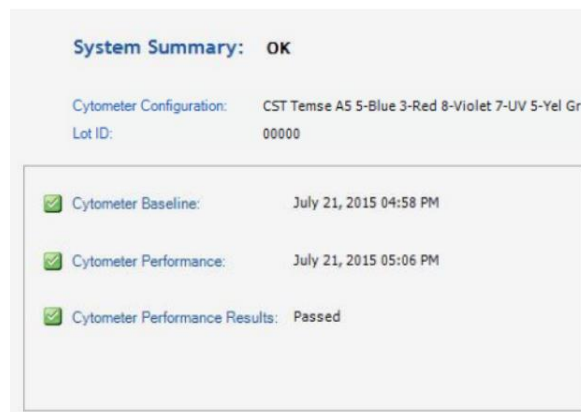 System Summary: OK
Cytometer Configuration: CST Temse A5 5-Blue 3-Red 8-Violet 7-UV 5-Yel Gr
Lot ID: 00000
Cytometer Baseline: July 21, 2015 04:58 PM
Cytometer Performance: July 21, 2015 05:06 PM
Cytometer Performance Results: Passed